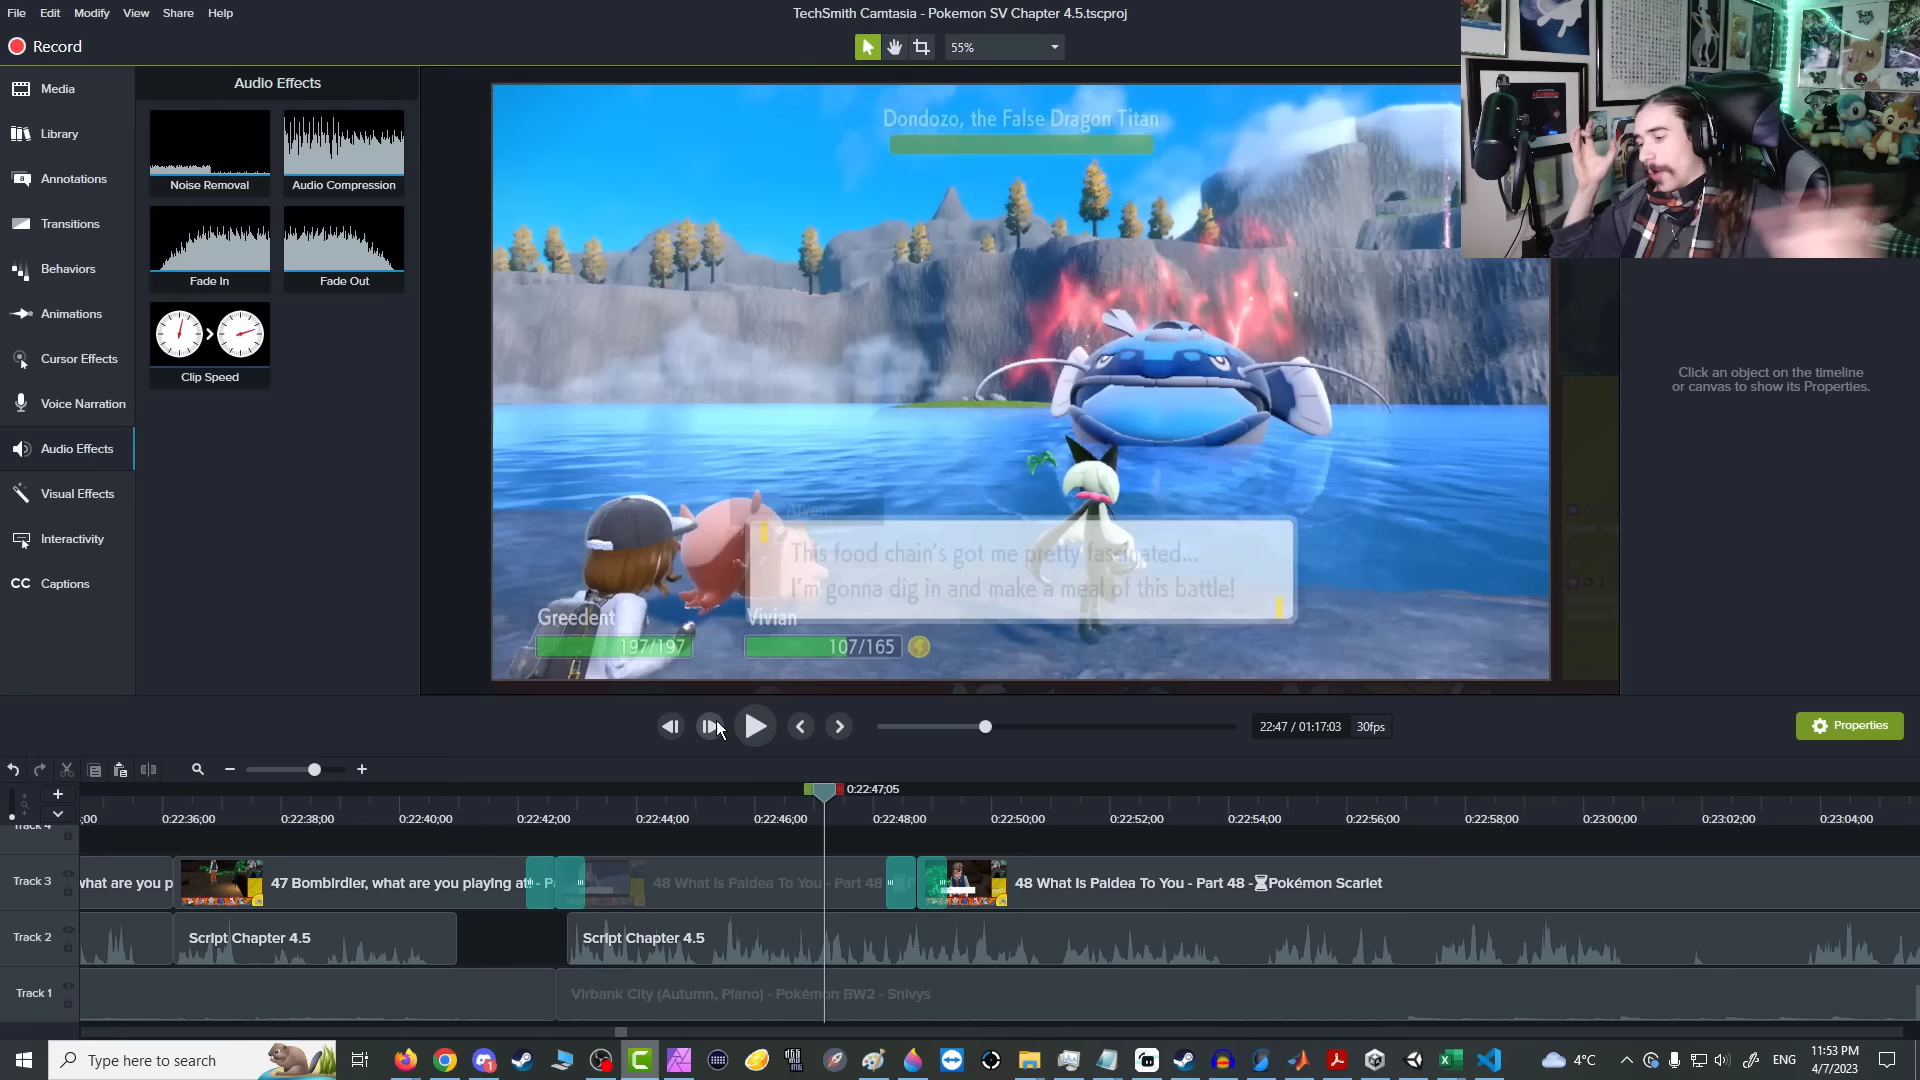 File Edit Modify View Share Help
TechSmith Camtasia - Pokemon SV Chapter 4.5.tscproj
Record
55%
Media
Library
Annotations
Transitions
Behaviors
Animations
Cursor Effects
Voice Narration
Audio Effects
Visual Effects
Interactivity
CC Captions
Audio Effects
Noise Removal
Audio Compression
Fade In
Fade Out
Clip Speed
Dondozo, the False Dragon Titan
Arven
This food chain's got me pretty fascinated...
I'm gonna dig in and make a meal of this battle!
Greedent
197/197
Vivian
107/165
Click an object on the timeline
or canvas to show its Properties.
22:47 / 01:17:03 30fps
Properties
0:22:47;05
;00 0:22:36;00 0:22:38;00 0:22:40;00 0:22:42;00 0:22:44;00 0:22:46;00 0:22:48;00 0:22:50;00 0:22:52;00 0:22:54;00 0:22:56;00 0:22:58;00 0:23:00;00 0:23:02;00 0:23:04;00
Track 4
Track 3
what are you p
47 Bombirdier, what are you playing at - P
48 What Is Paldea To You - Part 48
48 What Is Paldea To You - Part 48 - Pokémon Scarlet
Track 2
Script Chapter 4.5
Script Chapter 4.5
Track 1
Virbank City (Autumn, Piano) - Pokémon BW2 - Snivys
Type here to search
4°C
ENG
11:53 PM
4/7/2023